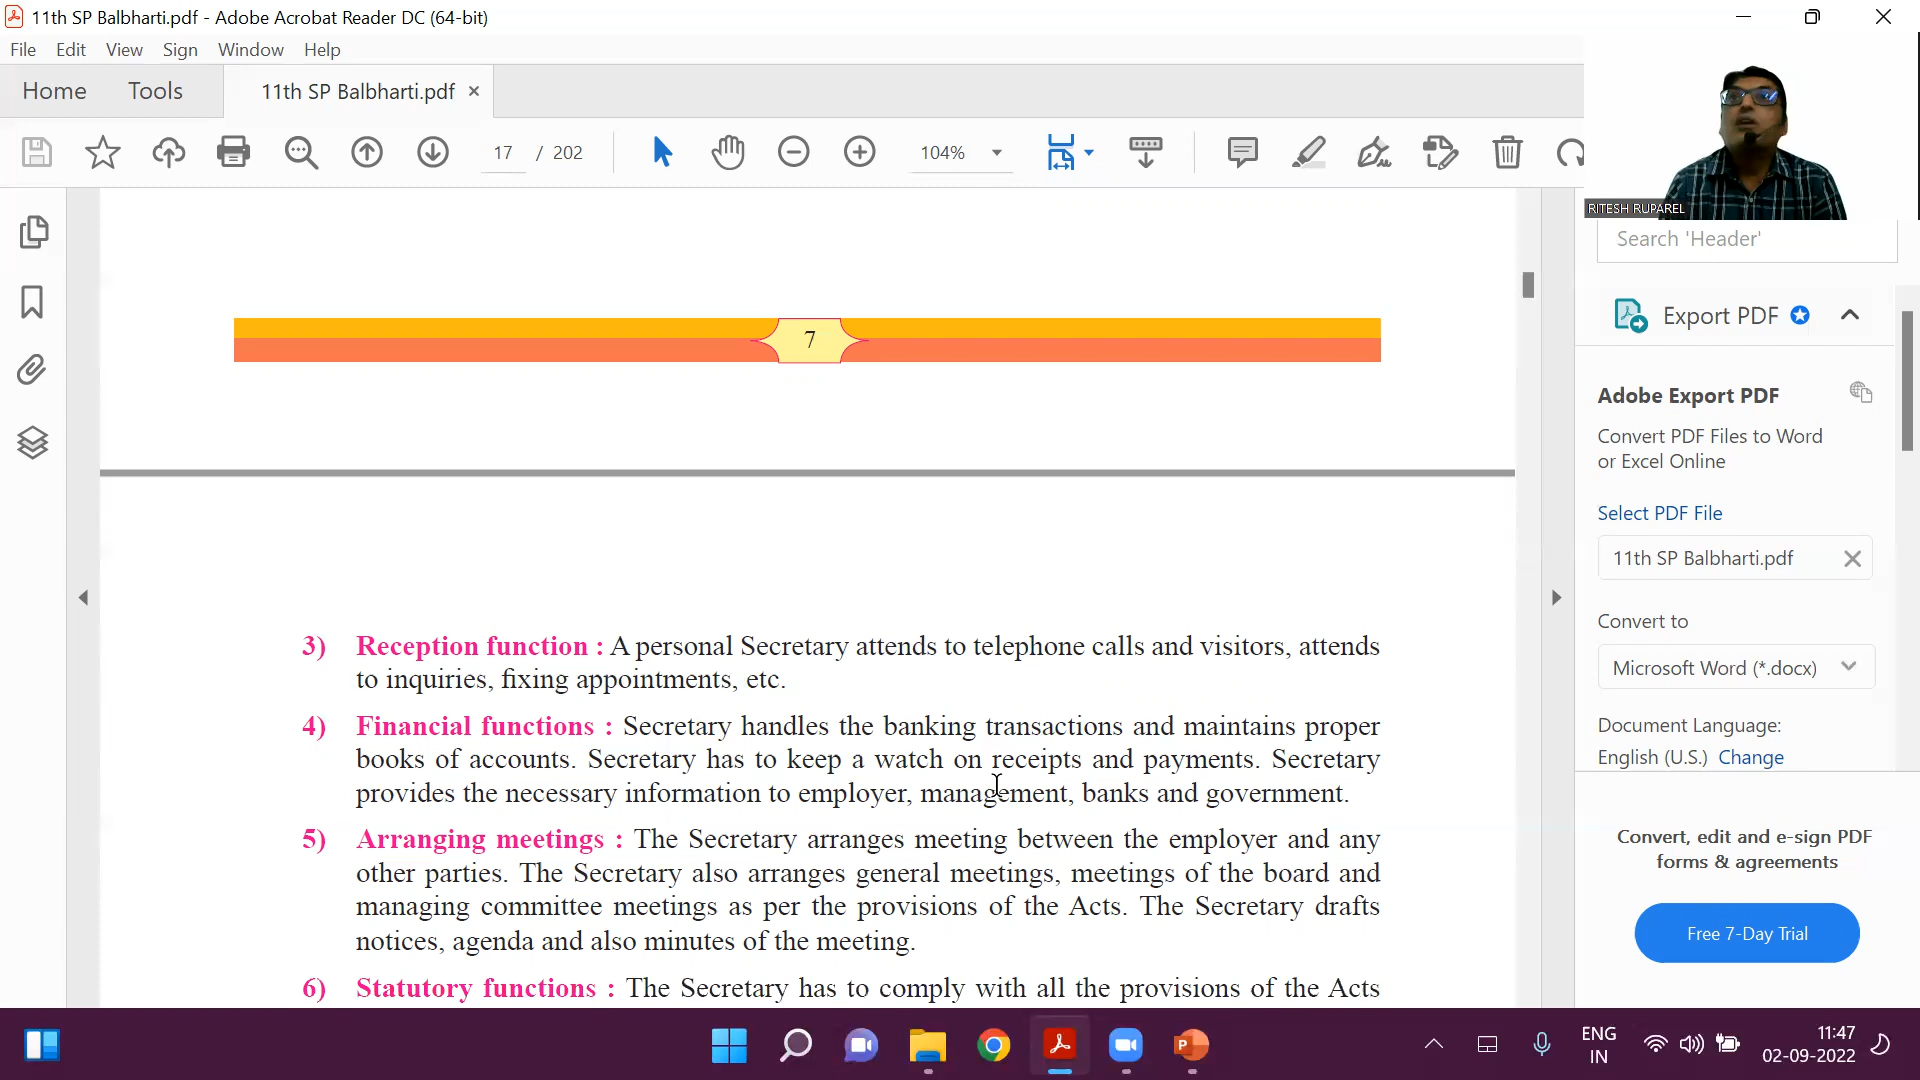 11th SP Balbharti.pdf - Adobe Acrobat Reader DC (64-bit)
File Edit View Sign Window Help
Home Tools 11th SP Balbharti.pdf ×
17 / 202 104%
RITESH RUPAREL
Search 'Header'
7
Export PDF
Adobe Export PDF
Convert PDF Files to Word
or Excel Online
Select PDF File
11th SP Balbharti.pdf
Convert to
Microsoft Word (*.docx)
Document Language:
English (U.S.) Change
Convert, edit and e-sign PDF
forms & agreements
Free 7-Day Trial
3) Reception function : A personal Secretary attends to telephone calls and visitors, attends
to inquiries, fixing appointments, etc.
4) Financial functions : Secretary handles the banking transactions and maintains proper
books of accounts. Secretary has to keep a watch on receipts and payments. Secretary
provides the necessary information to employer, management, banks and government.
5) Arranging meetings : The Secretary arranges meeting between the employer and any
other parties. The Secretary also arranges general meetings, meetings of the board and
managing committee meetings as per the provisions of the Acts. The Secretary drafts
notices, agenda and also minutes of the meeting.
6) Statutory functions : The Secretary has to comply with all the provisions of the Acts
P
ENG
IN
11:47
02-09-2022